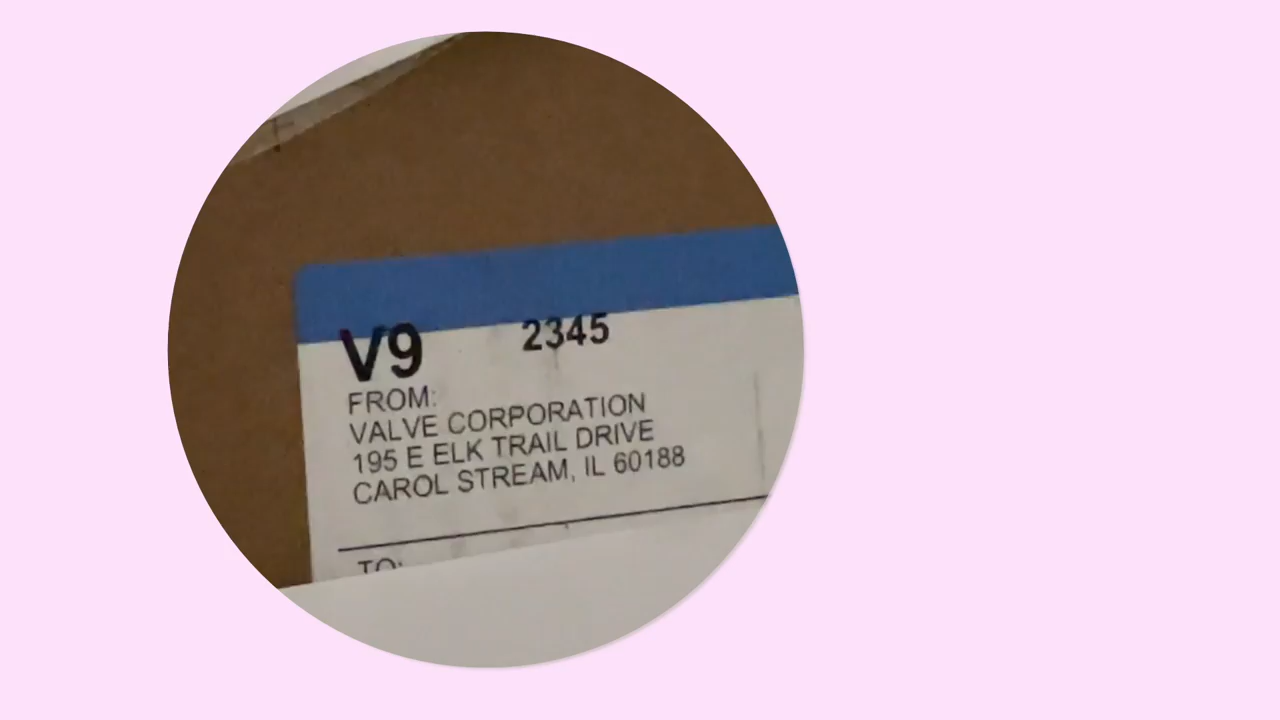 V9 2345
FROM:
VALVE CORPORATION
195 E ELK TRAIL DRIVE
CAROL STREAM, IL 60188
TO: